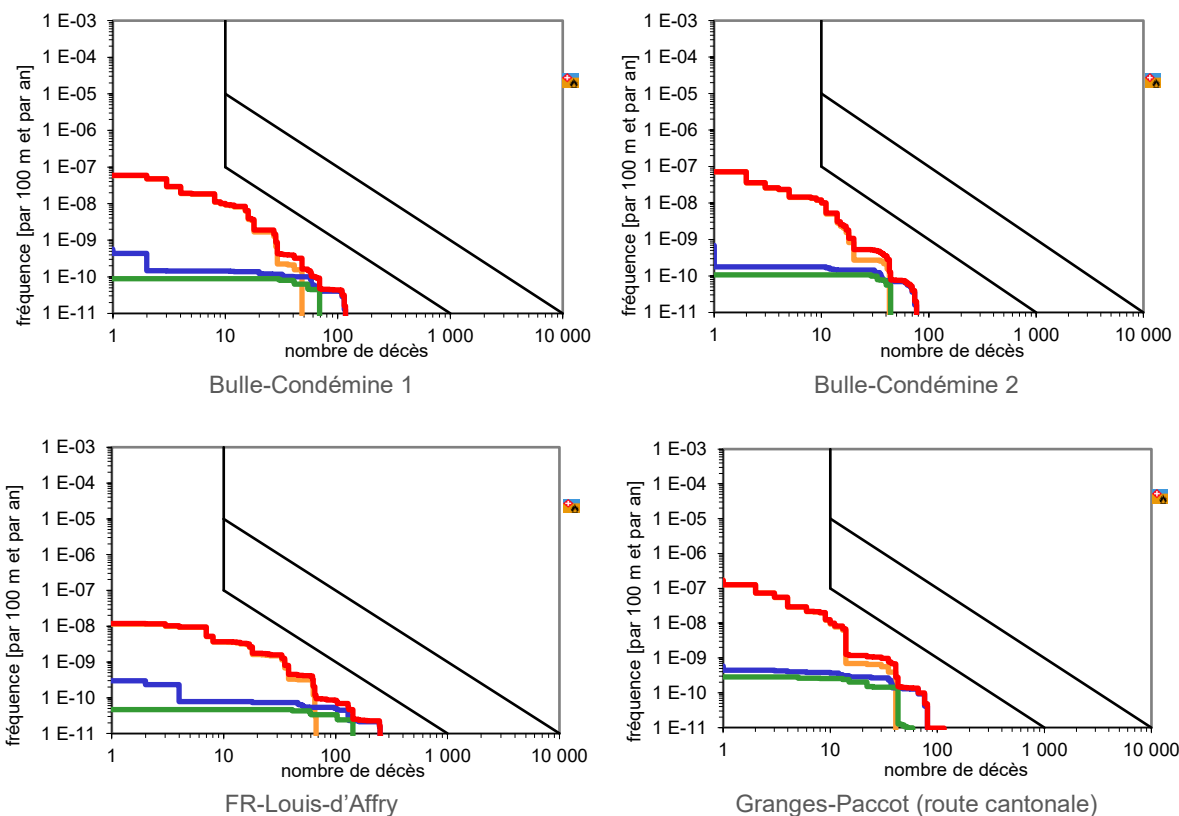 fréquence [par 100 m et par an]
1 E-03
1 E-04
1 E-05
1 E-06
1 E-07
1 E-08
1 E-09
1 E-10
1 E-11
1
10
100
1 000
10 000
nombre de décès
Bulle-Condémine 1
fréquence [par 100 m et par an]
1 E-03
1 E-04
1 E-05
1 E-06
1 E-07
1 E-08
1 E-09
1 E-10
1 E-11
1
10
100
1 000
10 000
nombre de décès
Bulle-Condémine 2
fréquence [par 100 m et par an]
1 E-03
1 E-04
1 E-05
1 E-06
1 E-07
1 E-08
1 E-09
1 E-10
1 E-11
1
10
100
1 000
10 000
nombre de décès
FR-Louis-d’Affry
fréquence [par 100 m et par an]
1 E-03
1 E-04
1 E-05
1 E-06
1 E-07
1 E-08
1 E-09
1 E-10
1 E-11
1
10
100
1 000
10 000
nombre de décès
Granges-Paccot (route cantonale)